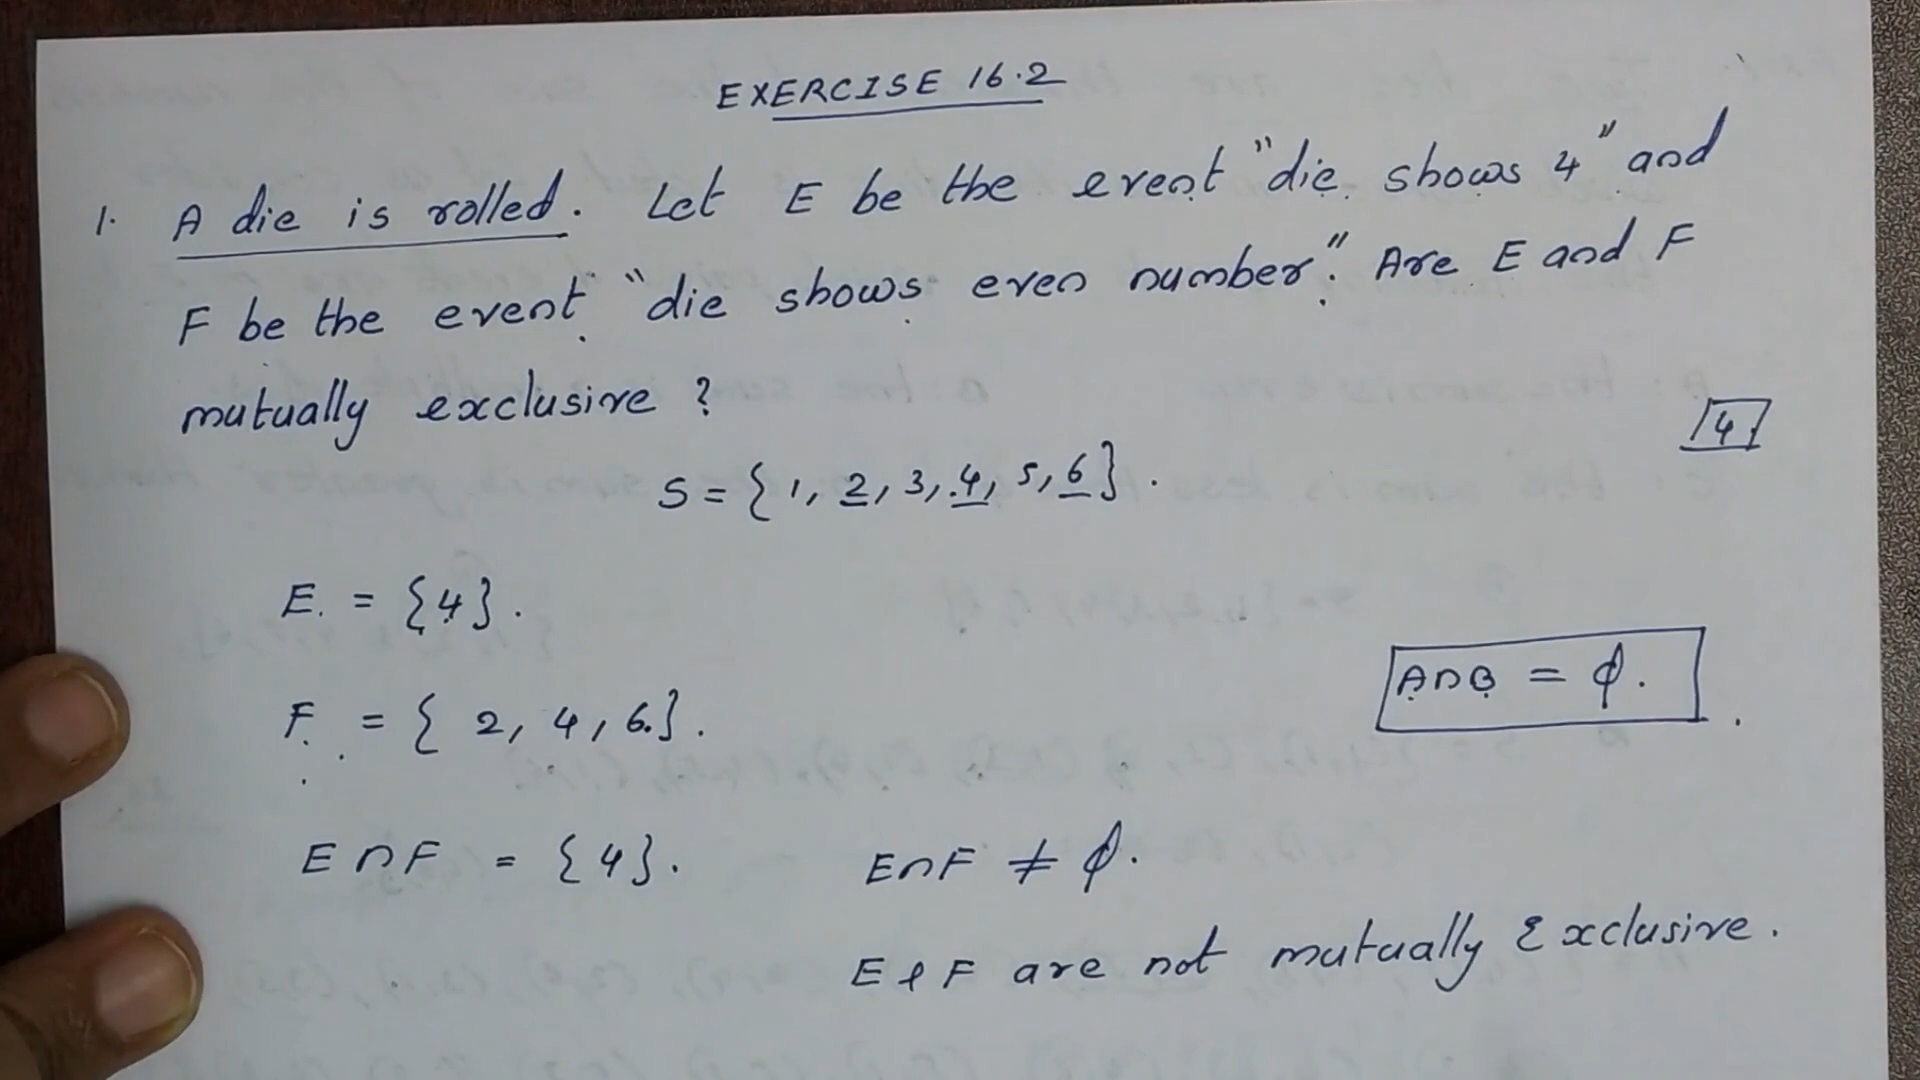 EXERCISE 16.2
1. A die is rolled. Let E be the event "die shows 4" and
F be the event "die shows even number". Are E and F
mutually exclusive ?
/4/
S = { 1, 2, 3, 4, 5, 6 } .
E = {4} .
A∩B = ϕ.
F = { 2, 4, 6 } .
E∩F = {4} . E∩F ≠ ϕ.
E & F are not mutually Exclusive.